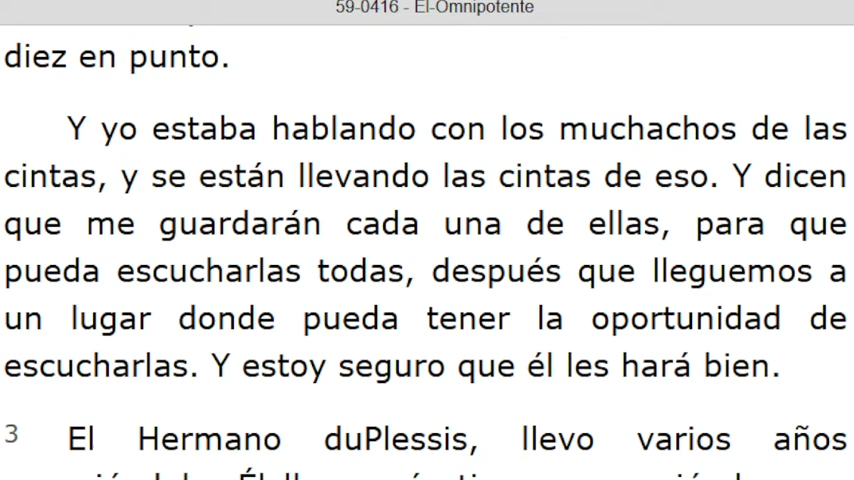 59-0416 - El-Omnipotente
diez en punto.
Y yo estaba hablando con los muchachos de las
cintas, y se están llevando las cintas de eso. Y dicen
que me guardarán cada una de ellas, para que
pueda escucharlas todas, después que lleguemos a
un lugar donde pueda tener la oportunidad de
escucharlas. Y estoy seguro que él les hará bien.
3 El Hermano duPlessis, llevo varios años